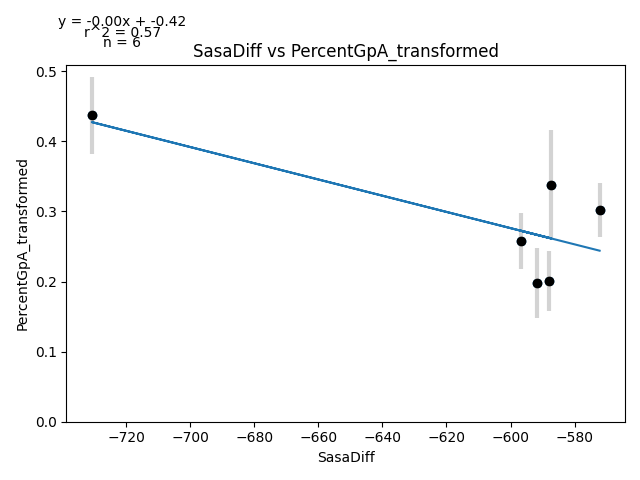 y = -0.00x + -0.42
r^2 = 0.57
n = 6
SasaDiff vs PercentGpA_transformed
0.5
0.4
0.3
0.2
0.1
0.0
PercentGpA_transformed
−720 −700 −680 −660 −640 −620 −600 −580
SasaDiff